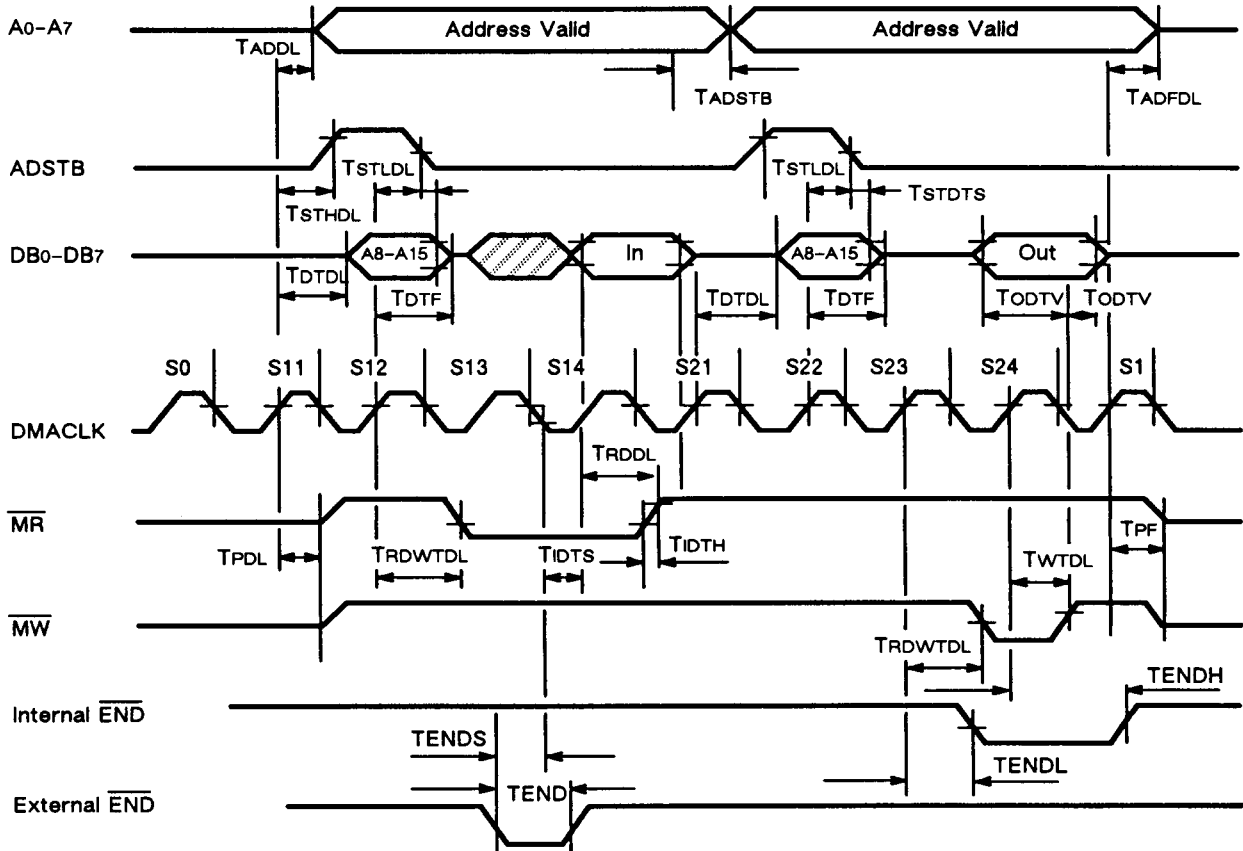 A0-A7
Address Valid
Address Valid
TADDL
TADSTB
TADFDL
ADSTB
TSTLDL
TSTLDL
TSTDTS
TSTHDL
DB0-DB7
A8-A15
In
A8-A15
Out
TDTDL
TDTF
TDTDL
TDTF
TODTV
TODTV
S0
S11
S12
S13
S14
S21
S22
S23
S24
S1
DMACLK
TRDDL
MR
TPDL
TRDWTDL
TIDTS
TIDTH
TWTDL
TPF
MW
TRDWTDL
TENDH
Internal END
TENDS
TENDL
TEND
External END